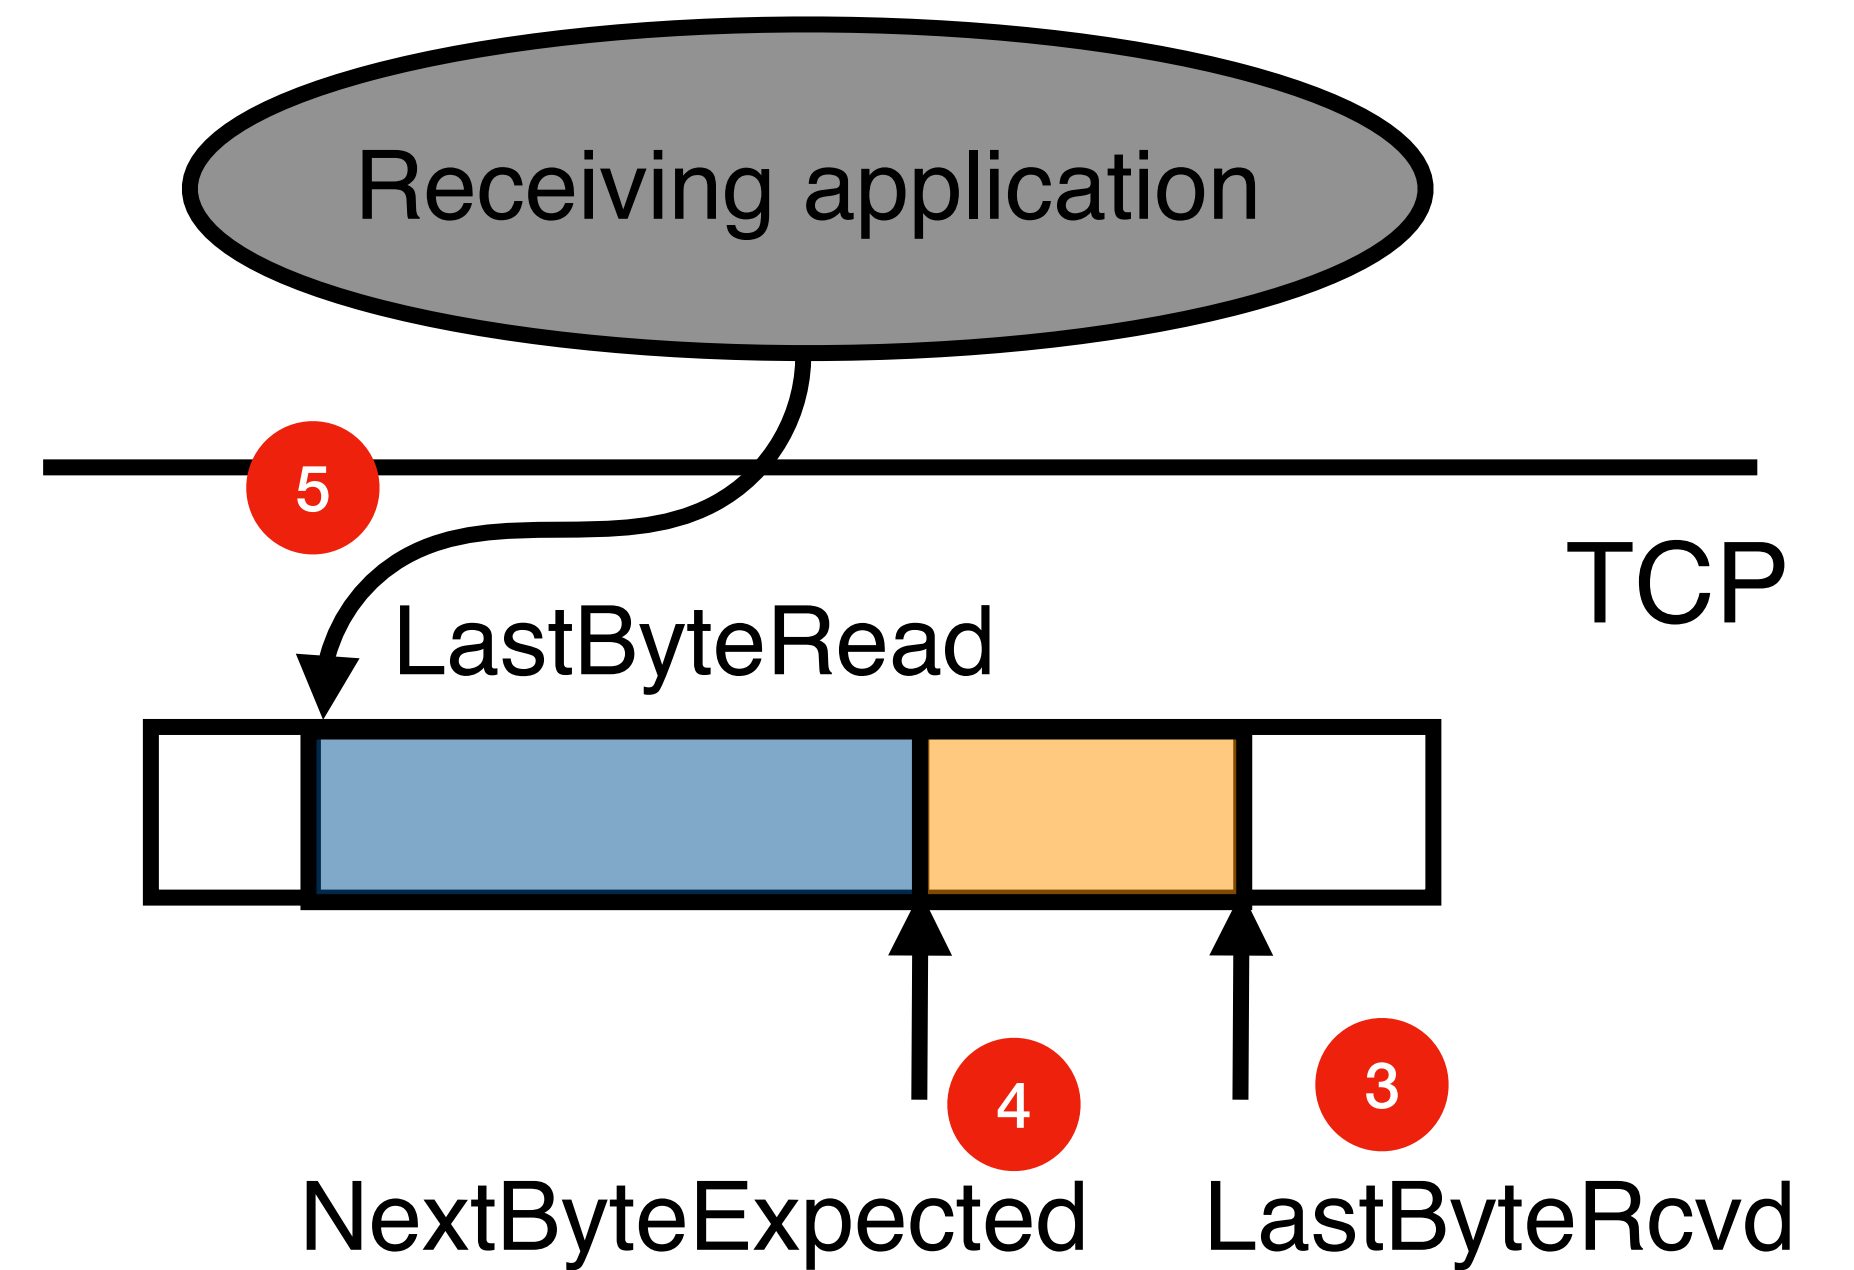 Receiving application
5
TCP
LastByteRead
4
3
NextByteExpected
LastByteRcvd